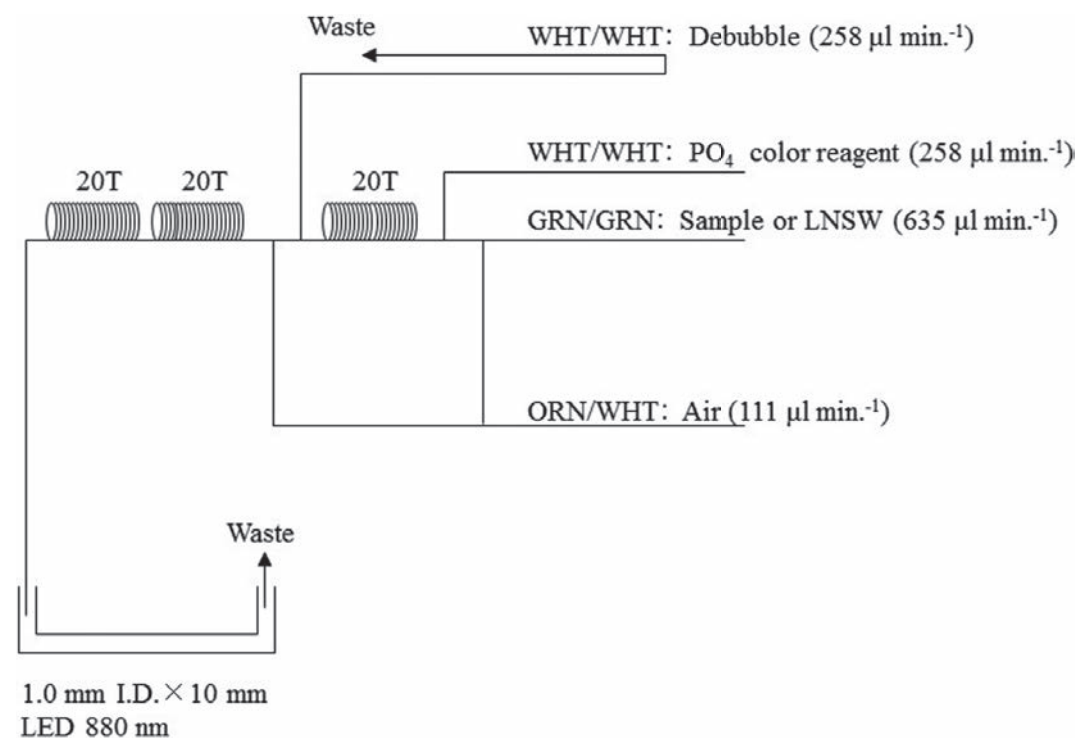 Waste
WHT/WHT: Debubble (258 μl min.⁻¹)
WHT/WHT: PO₄ color reagent (258 μl min.⁻¹)
20T 20T 20T
GRN/GRN: Sample or LNSW (635 μl min.⁻¹)
ORN/WHT: Air (111 μl min.⁻¹)
Waste
1.0 mm I.D.×10 mm
LED 880 nm